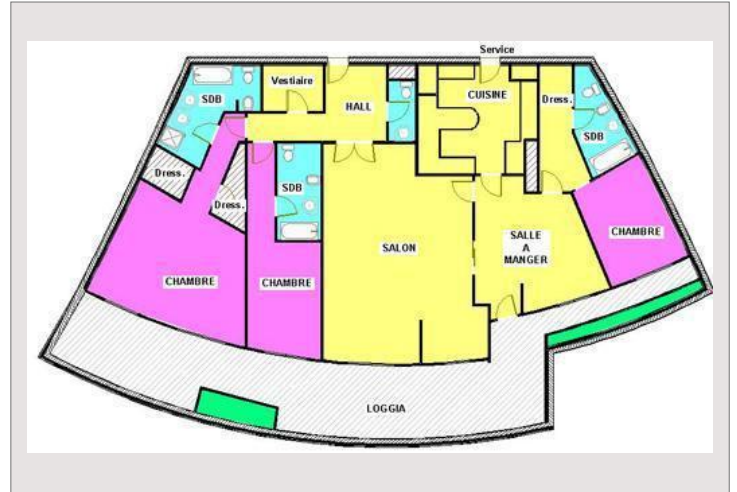 Service
Vestiaire
SDB
HALL
CUISINE
Dress.
SDB
Dress.
SDB
Dress.
SALON
SALLE
A
MANGER
CHAMBRE
CHAMBRE
CHAMBRE
LOGGIA